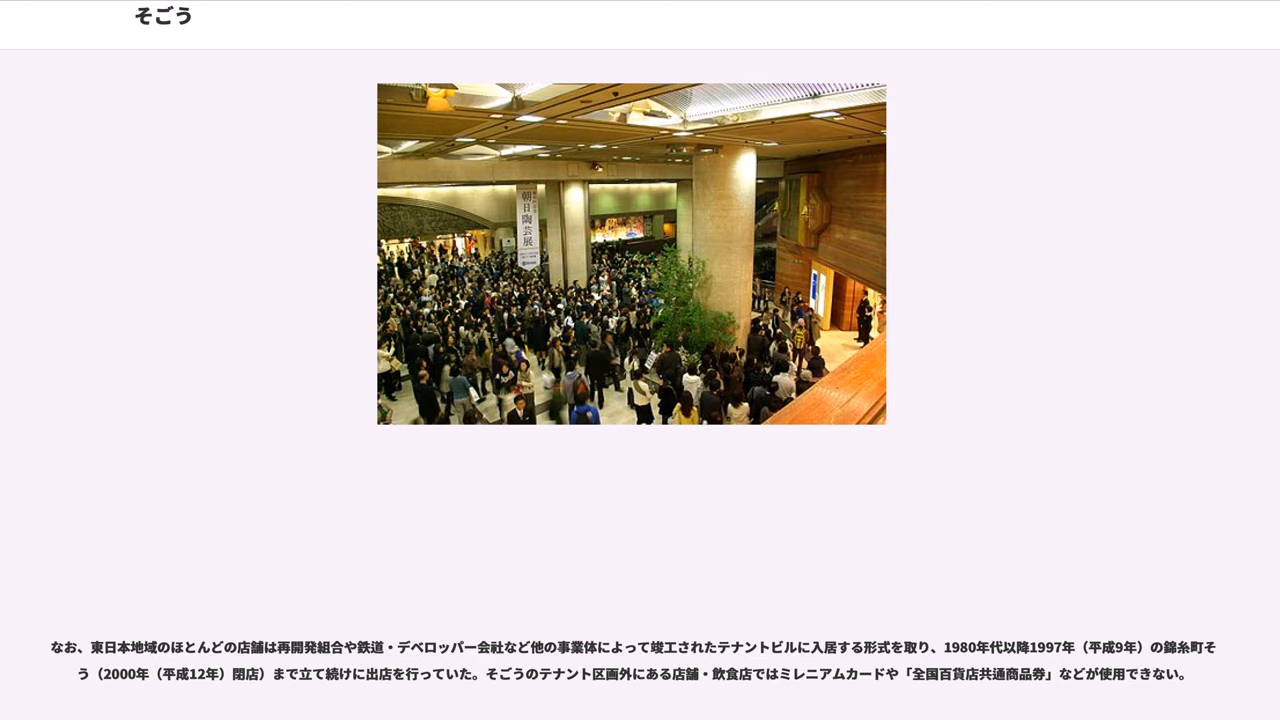 そごう
朝日陶芸展
なお、東日本地域のほとんどの店舗は再開発組合や鉄道・デベロッパー会社など他の事業体によって竣工されたテナントビルに入居する形式を取り、1980年代以降1997年（平成9年）の錦糸町そ
う（2000年（平成12年）閉店）まで立て続けに出店を行っていた。そごうのテナント区画外にある店舗・飲食店ではミレニアムカードや「全国百貨店共通商品券」などが使用できない。